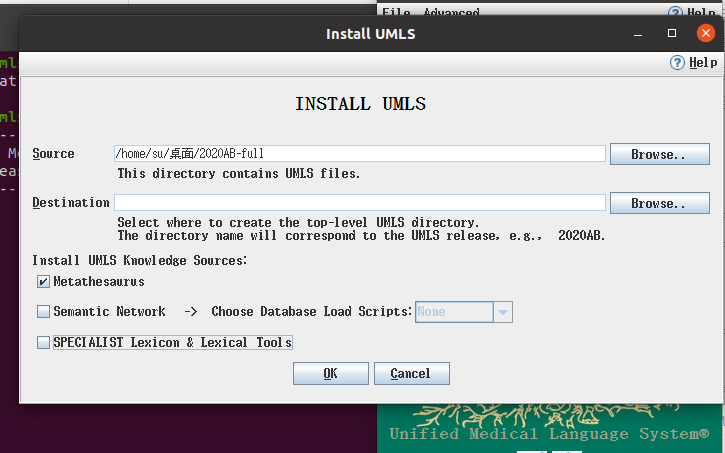 File Advanced Help
Install UMLS
Help
INSTALL UMLS
Source /home/su/桌面/2020AB-full Browse..
This directory contains UMLS files.
Destination Browse..
Select where to create the top-level UMLS directory.
The directory name will correspond to the UMLS release, e.g., 2020AB.
Install UMLS Knowledge Sources:
Metathesaurus
Semantic Network -> Choose Database Load Scripts: None
SPECIALIST Lexicon & Lexical Tools
OK Cancel
Unified Medical Language System®